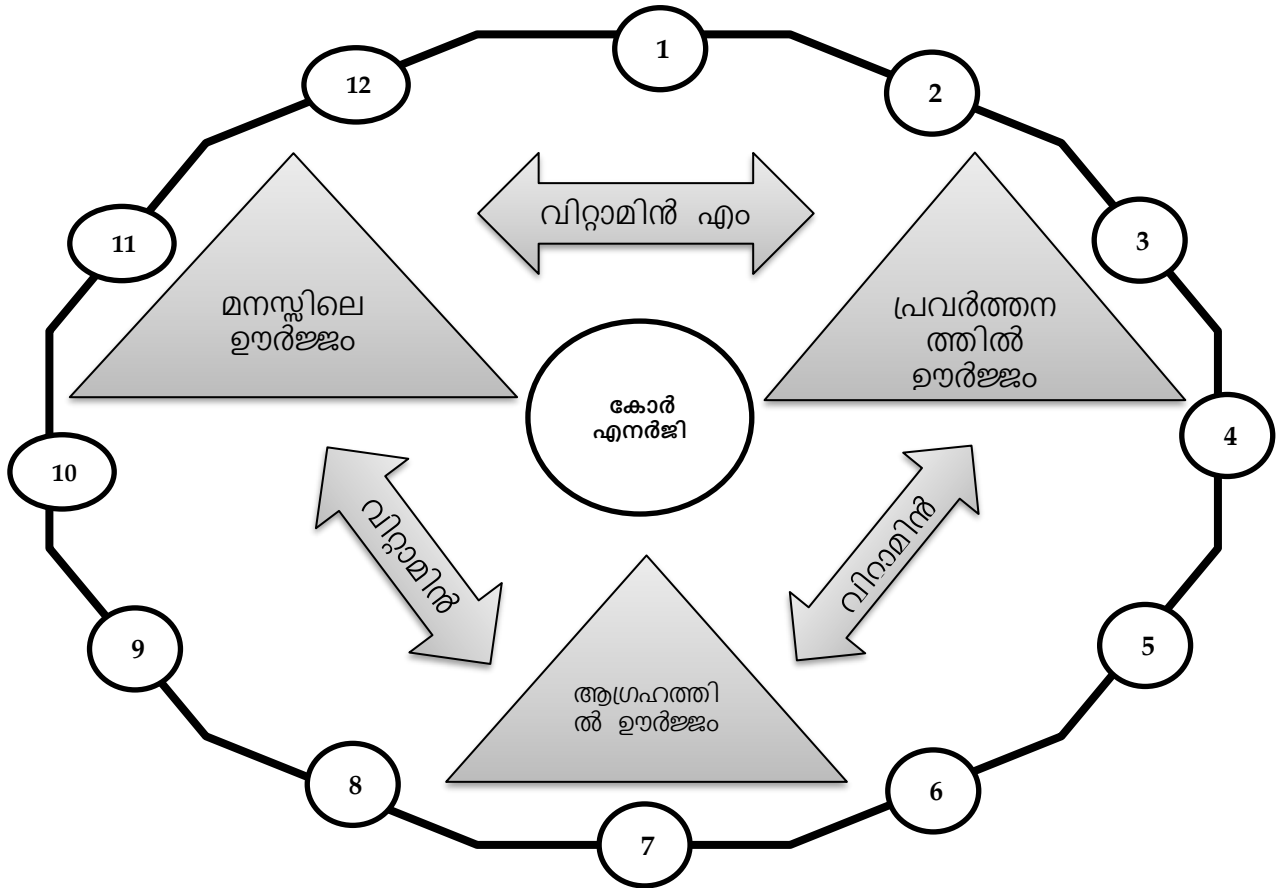 1
12
2
വിറ്റാമിൻ എം
11
3
മനസ്സിലെ
ഊർജ്ജം
പ്രവർത്തന
ത്തിൽ
ഊർജ്ജം
കോർ
എനർജി
10
4
വിറ്റാമിൻ
വിറാമിൻ
9
5
ആഗ്രഹത്തി
ൽ ഊർജ്ജം
8
6
7